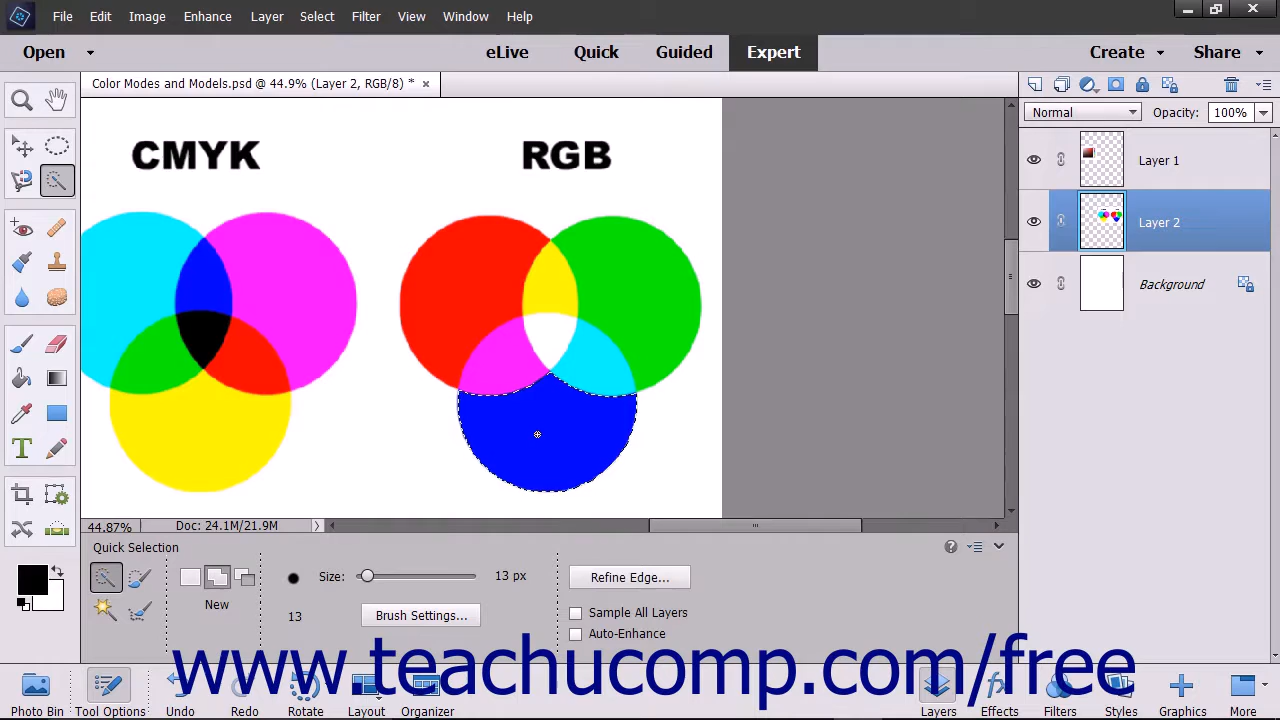 File Edit Image Enhance Layer Select Filter View Window Help
Open eLive Quick Guided Expert Create Share
Color Modes and Models.psd @ 44.9% (Layer 2, RGB/8) * ×
Normal Opacity: 100%
CMYK RGB
Layer 1
Layer 2
Background
T
44.87% Doc: 24.1M/21.9M
Quick Selection
Size: 13 px Refine Edge...
New
13 Brush Settings... Sample All Layers
Auto-Enhance
www.teachucomp.com/free
Photo Bin Tool Options Undo Redo Rotate Layout Organizer Layers Effects Filters Styles Graphics More